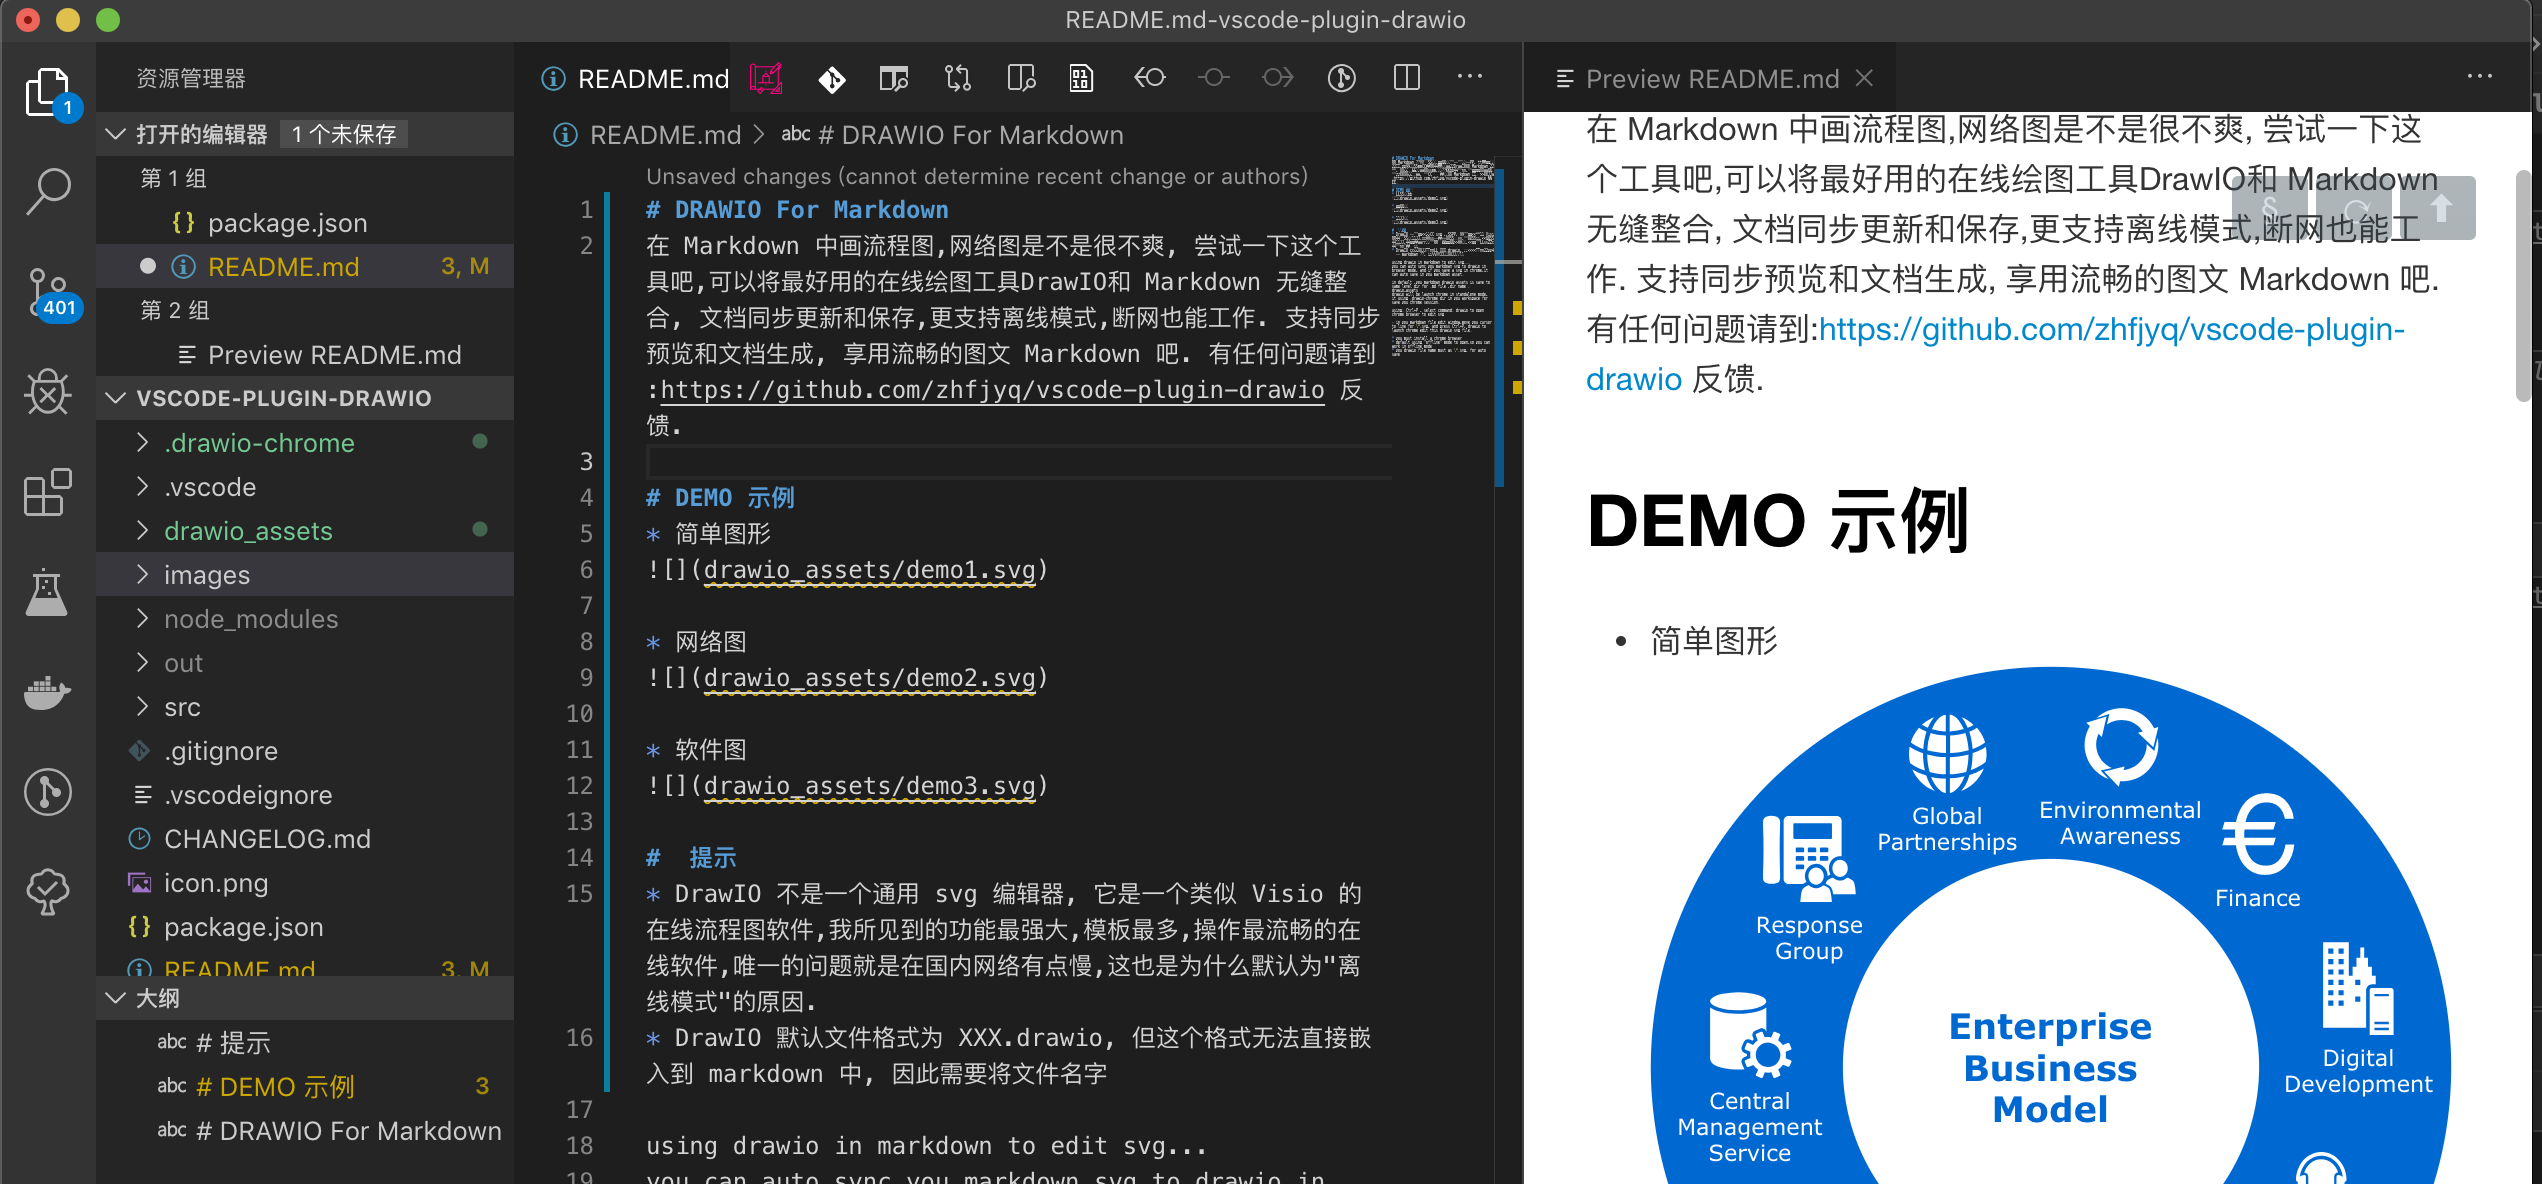 README.md-vscode-plugin-drawio
资源管理器
1
打开的编辑器 1 个未保存
第 1 组
{} package.json
README.md 3, M
第 2 组
Preview README.md
401
VSCODE-PLUGIN-DRAWIO
.drawio-chrome
.vscode
drawio_assets
images
node_modules
out
src
.gitignore
.vscodeignore
CHANGELOG.md
icon.png
{} package.json
README.md 3, M
大纲
abc # 提示
abc # DEMO 示例 3
abc # DRAWIO For Markdown
README.md
README.md > abc # DRAWIO For Markdown
Unsaved changes (cannot determine recent change or authors)
1 # DRAWIO For Markdown
2 在 Markdown 中画流程图,网络图是不是很不爽, 尝试一下这个工
具吧,可以将最好用的在线绘图工具DrawIO和 Markdown 无缝整
合, 文档同步更新和保存,更支持离线模式,断网也能工作. 支持同步
预览和文档生成, 享用流畅的图文 Markdown 吧. 有任何问题请到
:https://github.com/zhfjyq/vscode-plugin-drawio 反
馈.
3
4 # DEMO 示例
5 * 简单图形
6 ![](drawio_assets/demo1.svg)
7
8 * 网络图
9 ![](drawio_assets/demo2.svg)
10
11 * 软件图
12 ![](drawio_assets/demo3.svg)
13
14 # 提示
15 * DrawIO 不是一个通用 svg 编辑器, 它是一个类似 Visio 的
在线流程图软件,我所见到的功能最强大,模板最多,操作最流畅的在
线软件,唯一的问题就是在国内网络有点慢,这也是为什么默认为"离
线模式"的原因.
16 * DrawIO 默认文件格式为 XXX.drawio, 但这个格式无法直接嵌
入到 markdown 中, 因此需要将文件名字
17
18 using drawio in markdown to edit svg...
19 you can auto sync you markdown svg to drawio in
Preview README.md
在 Markdown 中画流程图,网络图是不是很不爽, 尝试一下这
个工具吧,可以将最好用的在线绘图工具DrawIO和 Markdown
无缝整合, 文档同步更新和保存,更支持离线模式,断网也能工
作. 支持同步预览和文档生成, 享用流畅的图文 Markdown 吧.
有任何问题请到:https://github.com/zhfjyq/vscode-plugin-
drawio 反馈.
§
DEMO 示例
• 简单图形
Global
Partnerships
Environmental
Awareness
€
Finance
Response
Group
Digital
Development
Central
Management
Service
Enterprise
Business
Model